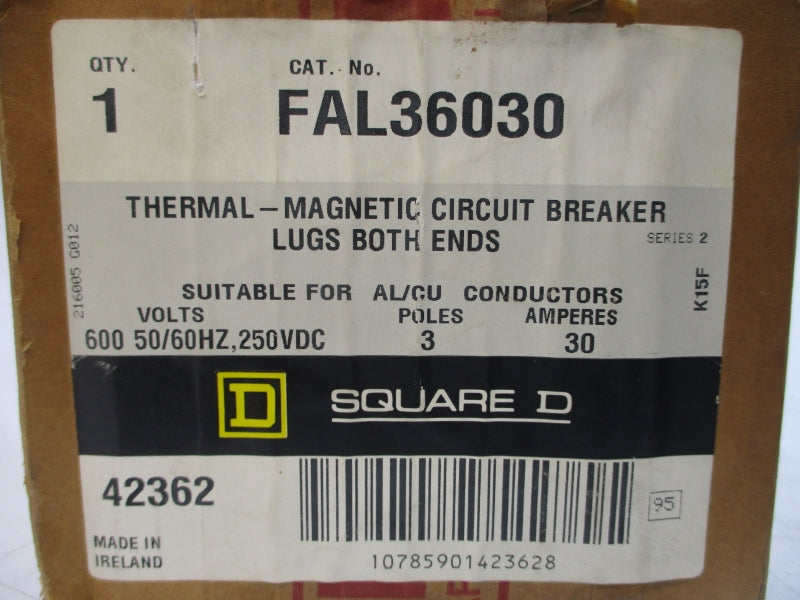 QTY. CAT. No.
1 FAL36030
THERMAL-MAGNETIC CIRCUIT BREAKER
LUGS BOTH ENDS
SERIES 2
216005 G012
K15F
SUITABLE FOR AL/CU CONDUCTORS
VOLTS POLES AMPERES
600 50/60HZ,250VDC 3 30
D SQUARE D
42362
95
MADE IN
IRELAND
10785901423628